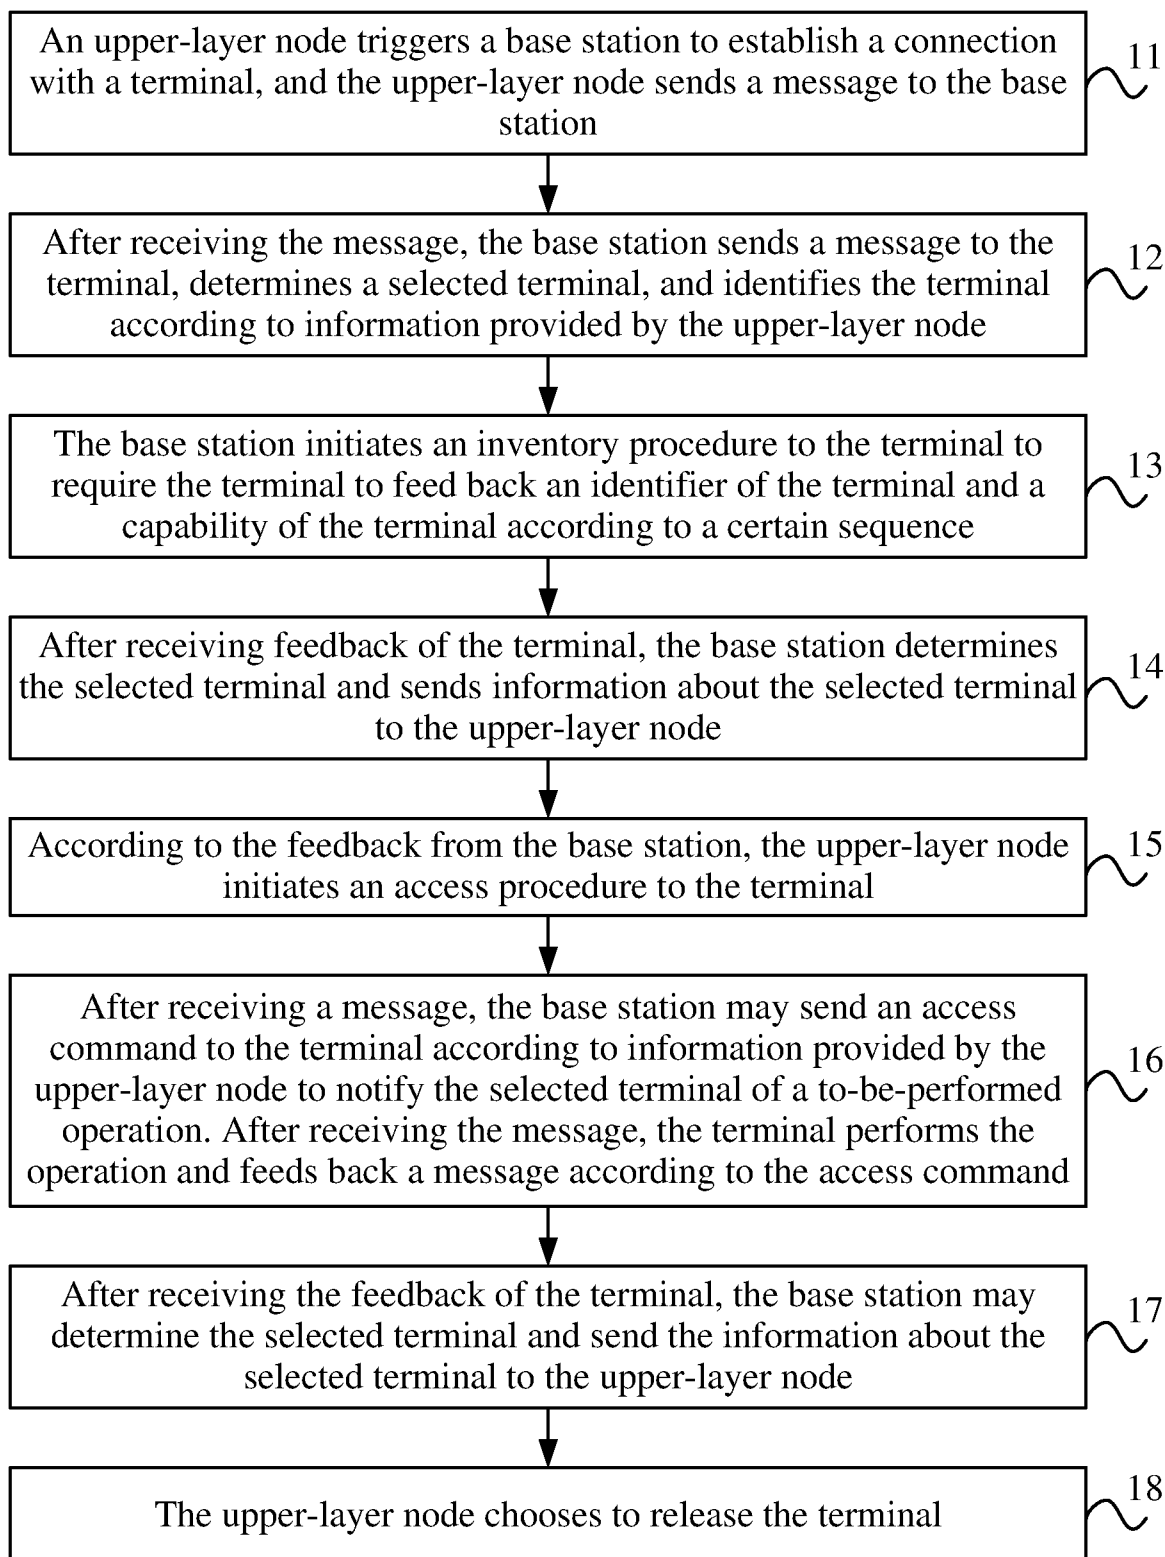 An upper-layer node triggers a base station to establish a connection
with a terminal, and the upper-layer node sends a message to the base
station
11
After receiving the message, the base station sends a message to the
terminal, determines a selected terminal, and identifies the terminal
according to information provided by the upper-layer node
12
The base station initiates an inventory procedure to the terminal to
require the terminal to feed back an identifier of the terminal and a
capability of the terminal according to a certain sequence
13
After receiving feedback of the terminal, the base station determines
the selected terminal and sends information about the selected terminal
to the upper-layer node
14
According to the feedback from the base station, the upper-layer node
initiates an access procedure to the terminal
15
After receiving a message, the base station may send an access
command to the terminal according to information provided by the
upper-layer node to notify the selected terminal of a to-be-performed
operation. After receiving the message, the terminal performs the
operation and feeds back a message according to the access command
16
After receiving the feedback of the terminal, the base station may
determine the selected terminal and send the information about the
selected terminal to the upper-layer node
17
The upper-layer node chooses to release the terminal
18